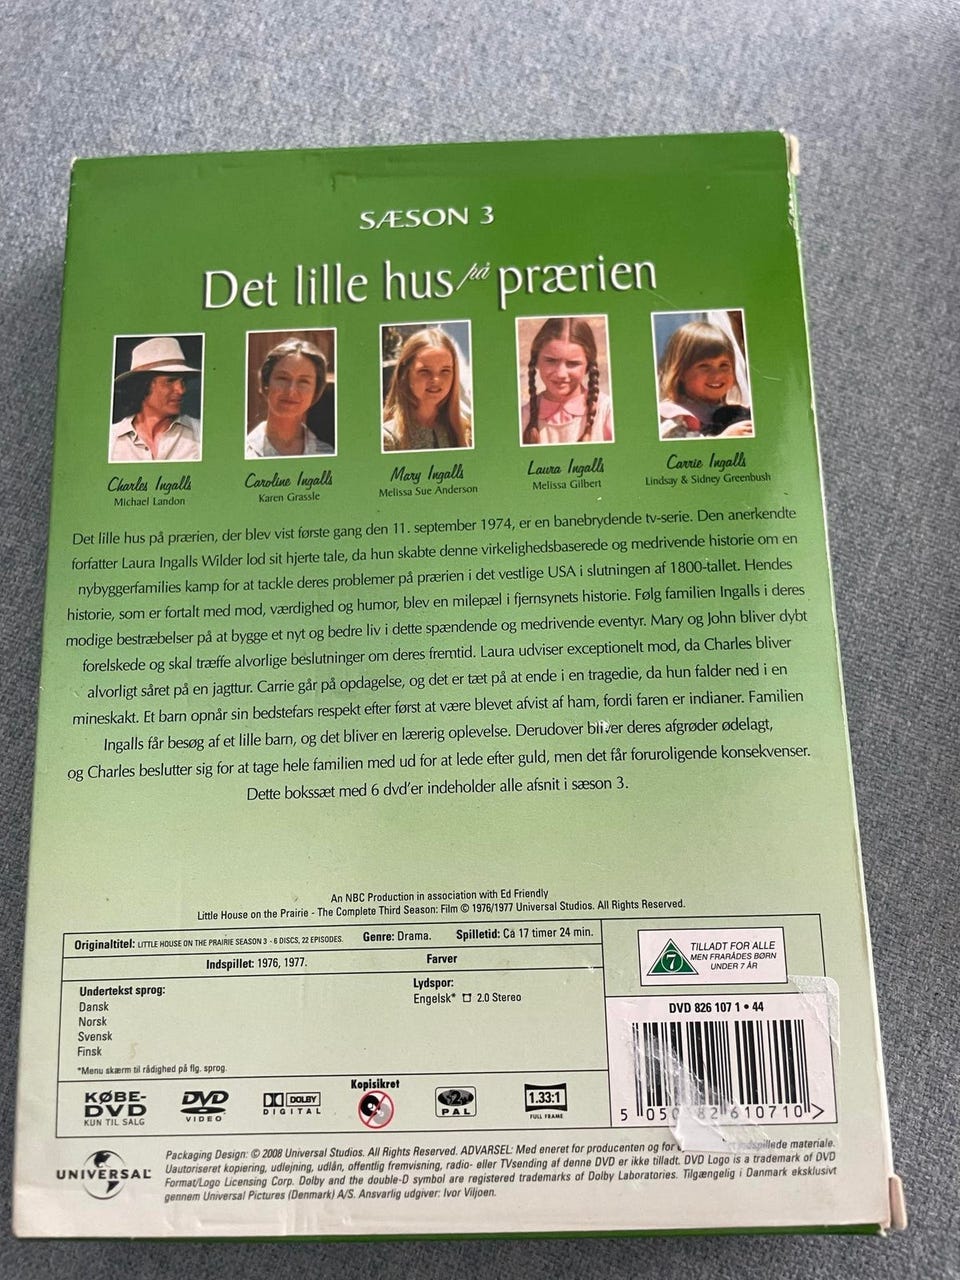 SÆSON 3
Det lille hus på prærien
Charles Ingalls
Michael Landon
Caroline Ingalls
Karen Grassle
Mary Ingalls
Melissa Sue Anderson
Laura Ingalls
Melissa Gilbert
Carrie Ingalls
Lindsay & Sidney Greenbush
Det lille hus på prærien, der blev vist første gang den 11. september 1974, er en banebrydende tv-serie. Den anerkendte
forfatter Laura Ingalls Wilder lod sit hjerte tale, da hun skabte denne virkelighedsbaserede og medrivende historie om en
nybyggerfamilies kamp for at tackle deres problemer på prærien i det vestlige USA i slutningen af 1800-tallet. Hendes
historie, som er fortalt med mod, værdighed og humor, blev en milepæl i fjernsynets historie. Følg familien Ingalls i deres
modige bestræbelser på at bygge et nyt og bedre liv i dette spændende og medrivende eventyr. Mary og John bliver dybt
forelskede og skal træffe alvorlige beslutninger om deres fremtid. Laura udviser exceptionelt mod, da Charles bliver
alvorligt såret på en jagttur. Carrie går på opdagelse, og det er tæt på at ende i en tragedie, da hun falder ned i en
mineskakt. Et barn opnår sin bedstefars respekt efter først at være blevet afvist af ham, fordi faren er indianer. Familien
Ingalls får besøg af et lille barn, og det bliver en lærerig oplevelse. Derudover bliver deres afgrøder ødelagt,
og Charles beslutter sig for at tage hele familien med ud for at lede efter guld, men det får foruroligende konsekvenser.
Dette bokssæt med 6 dvd'er indeholder alle afsnit i sæson 3.
An NBC Production in association with Ed Friendly
Little House on the Prairie - The Complete Third Season: Film © 1976/1977 Universal Studios. All Rights Reserved.
Originaltitel: LITTLE HOUSE ON THE PRAIRIE SEASON 3 - 6 DISCS, 22 EPISODES. Genre: Drama. Spilletid: Ca 17 timer 24 min.
Indspillet: 1976, 1977. Farver
Undertekst sprog:
Dansk
Norsk
Svensk
Finsk
*Menu skærm til rådighed på flg. sprog.
Lydspor:
Engelsk* 2.0 Stereo
7
TILLADT FOR ALLE
MEN FRARÅDES BØRN
UNDER 7 ÅR
DVD 826 107 1 • 44
5 050 82 610710 >
KØBE-
DVD
KUN TIL SALG
DVD
VIDEO
DOLBY
DIGITAL
Kopisikret
2
PAL
1.33:1
FULL FRAME
UNIVERSAL
Packaging Design: © 2008 Universal Studios. All Rights Reserved. ADVARSEL: Med eneret for producenten og for indspillede materiale.
Uautoriseret kopiering, udlejning, udlån, offentlig fremvisning, radio- eller TVsending af denne DVD er ikke tilladt. DVD Logo is a trademark of DVD
Format/Logo Licensing Corp. Dolby and the double-D symbol are registered trademarks of Dolby Laboratories. Tilgængelig i Danmark eksklusivt
gennem Universal Pictures (Denmark) A/S. Ansvarlig udgiver: Ivor Viljoen.